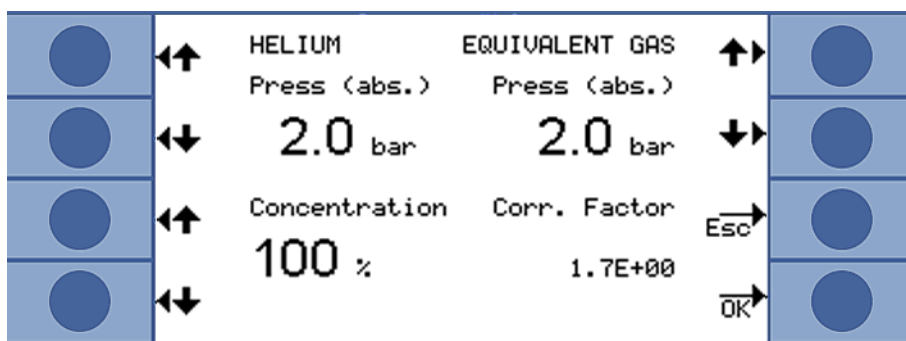 HELIUM EQUIVALENT GAS
Press (abs.) Press (abs.)
2.0 bar 2.0 bar
Concentration Corr. Factor
Esc
100 % 1.7E+00
OK